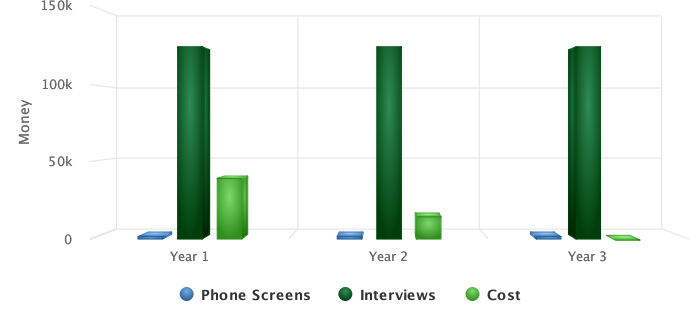 150k
100k
Money
50k
0
Year 1 Year 2 Year 3
Phone Screens Interviews Cost